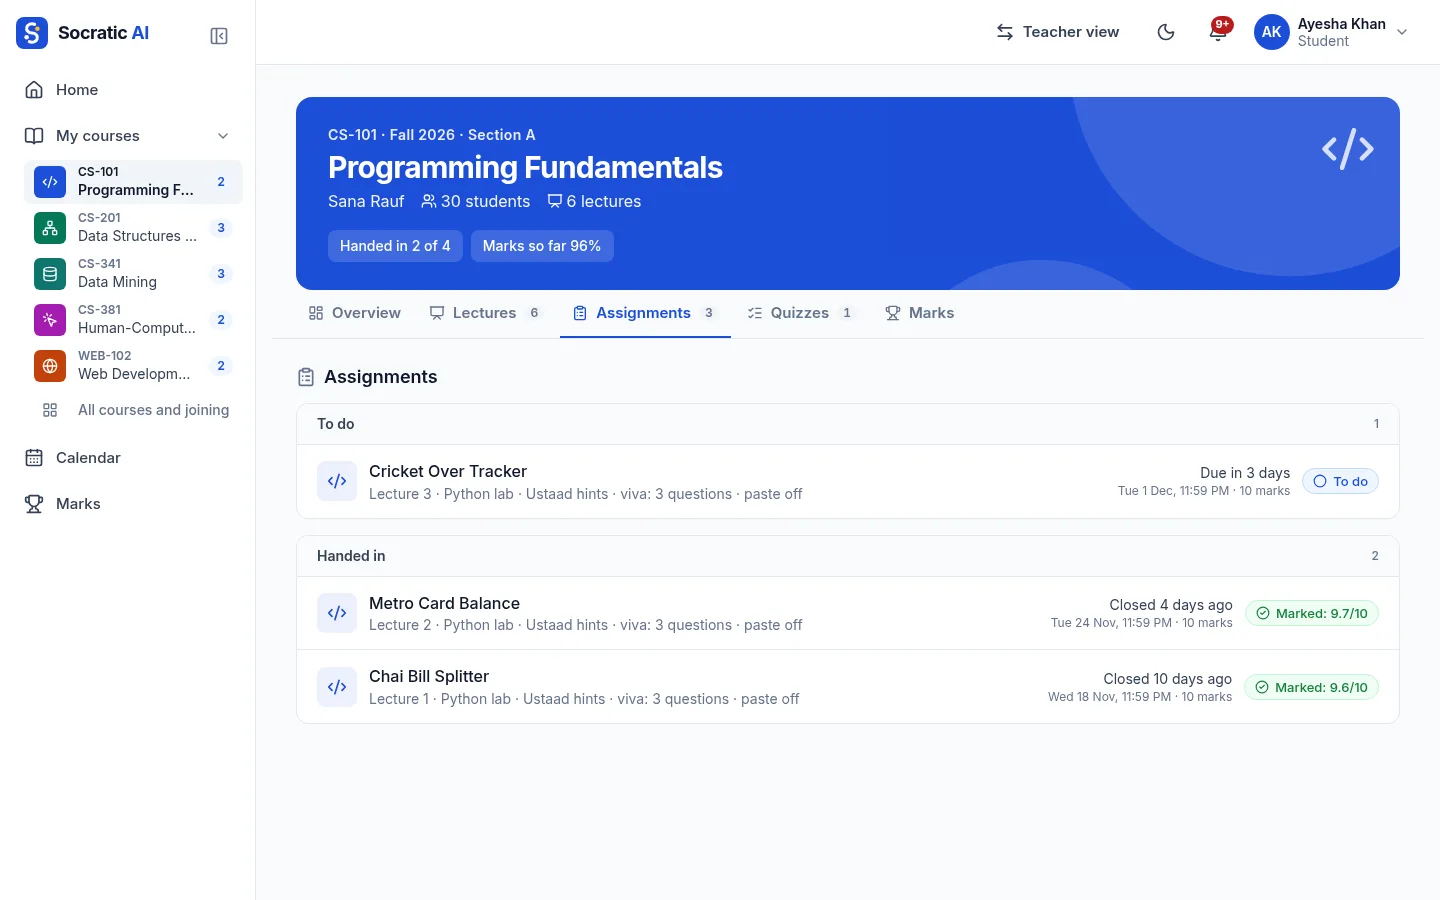 Socratic AI
Teacher view
9+
AK
Ayesha Khan
Student
Home
My courses
CS-101
Programming F...
2
CS-201
Data Structures ...
3
CS-341
Data Mining
3
CS-381
Human-Comput...
2
WEB-102
Web Developm...
2
All courses and joining
Calendar
Marks
CS-101 · Fall 2026 · Section A
Programming Fundamentals
Sana Rauf 30 students 6 lectures
Handed in 2 of 4 Marks so far 96%
Overview Lectures 6 Assignments 3 Quizzes 1 Marks
Assignments
To do 1
Cricket Over Tracker
Lecture 3 · Python lab · Ustaad hints · viva: 3 questions · paste off
Due in 3 days
Tue 1 Dec, 11:59 PM · 10 marks
To do
Handed in 2
Metro Card Balance
Lecture 2 · Python lab · Ustaad hints · viva: 3 questions · paste off
Closed 4 days ago
Tue 24 Nov, 11:59 PM · 10 marks
Marked: 9.7/10
Chai Bill Splitter
Lecture 1 · Python lab · Ustaad hints · viva: 3 questions · paste off
Closed 10 days ago
Wed 18 Nov, 11:59 PM · 10 marks
Marked: 9.6/10